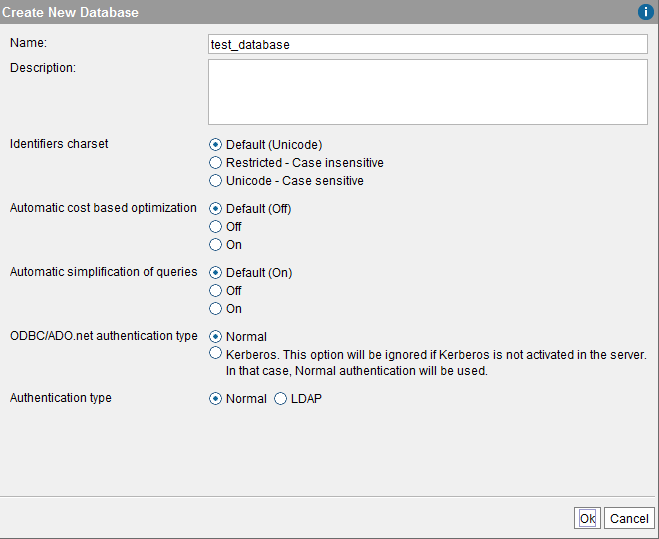 Create New Database i
Name: test_database
Description:
Identifiers charset Default (Unicode)
Restricted - Case insensitive
Unicode - Case sensitive
Automatic cost based optimization Default (Off)
Off
On
Automatic simplification of queries Default (On)
Off
On
ODBC/ADO.net authentication type Normal
Kerberos. This option will be ignored if Kerberos is not activated in the server.
In that case, Normal authentication will be used.
Authentication type Normal LDAP
Ok Cancel